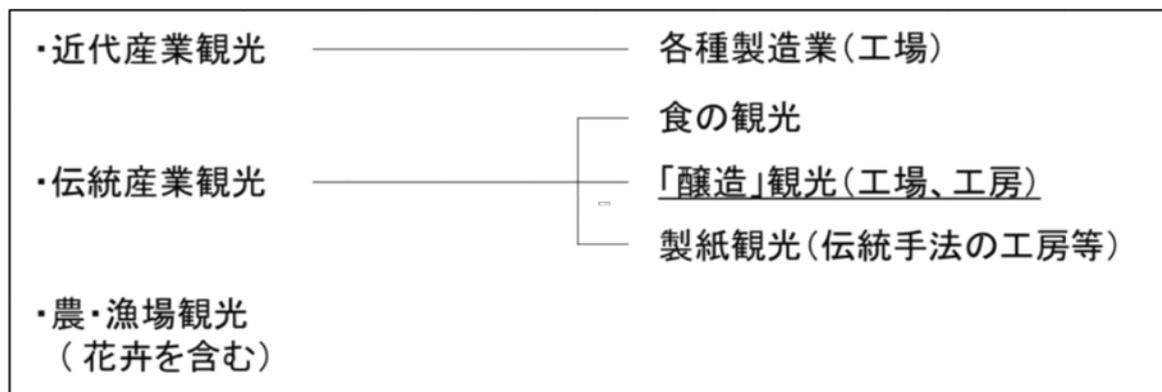 ・近代産業観光 各種製造業(工場)
食の観光
・伝統産業観光 「醸造」観光(工場、工房)
製紙観光(伝統手法の工房等)
・農・漁場観光
(花卉を含む)